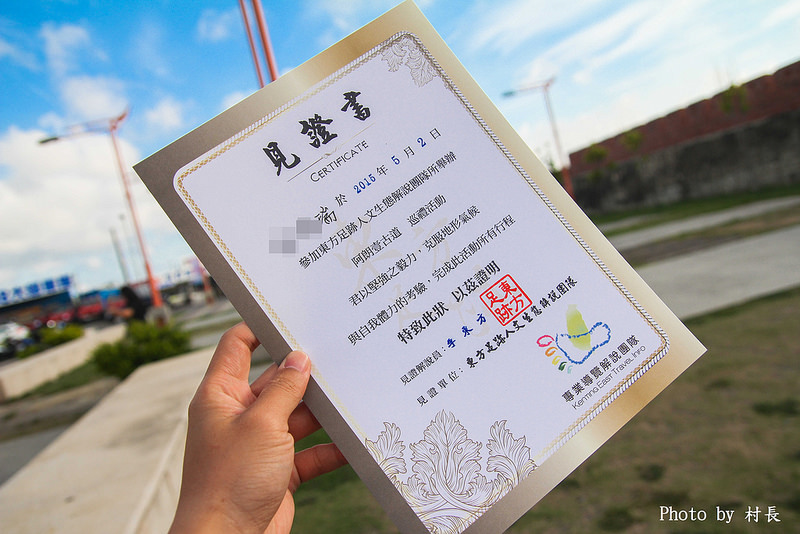 見證書
CERTIFICATE
瑞 於 2015 年 5 月 2 日
參加東方足跡人文生態解說團隊所舉辦
阿朗壹古道 巡禮活動
君以堅強之毅力，克服地形氣候
與自我體力的考驗，完成此活動所有行程
特致此狀 以茲證明
見證解說員：李東方
東方足跡
見證單位：東方足跡人文生態解說團隊
專業導覽解說團隊
Kenting East Travel.info
Photo by 村長